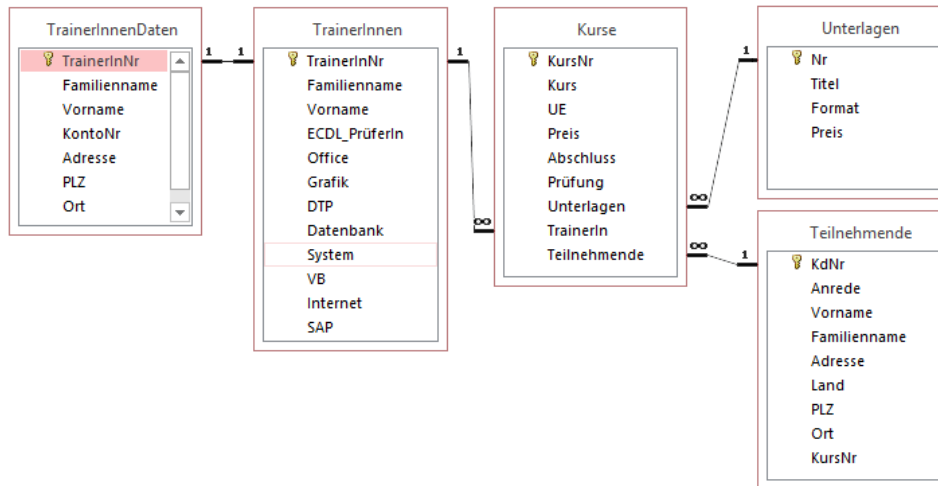 TrainerInnenDaten
TrainerInNr
Familienname
Vorname
KontoNr
Adresse
PLZ
Ort
1
1
TrainerInnen
TrainerInNr
Familienname
Vorname
ECDL_PrüferIn
Office
Grafik
DTP
Datenbank
System
VB
Internet
SAP
1
∞
Kurse
KursNr
Kurs
UE
Preis
Abschluss
Prüfung
Unterlagen
TrainerIn
Teilnehmende
∞
1
∞
1
Unterlagen
Nr
Titel
Format
Preis
Teilnehmende
KdNr
Anrede
Vorname
Familienname
Adresse
Land
PLZ
Ort
KursNr